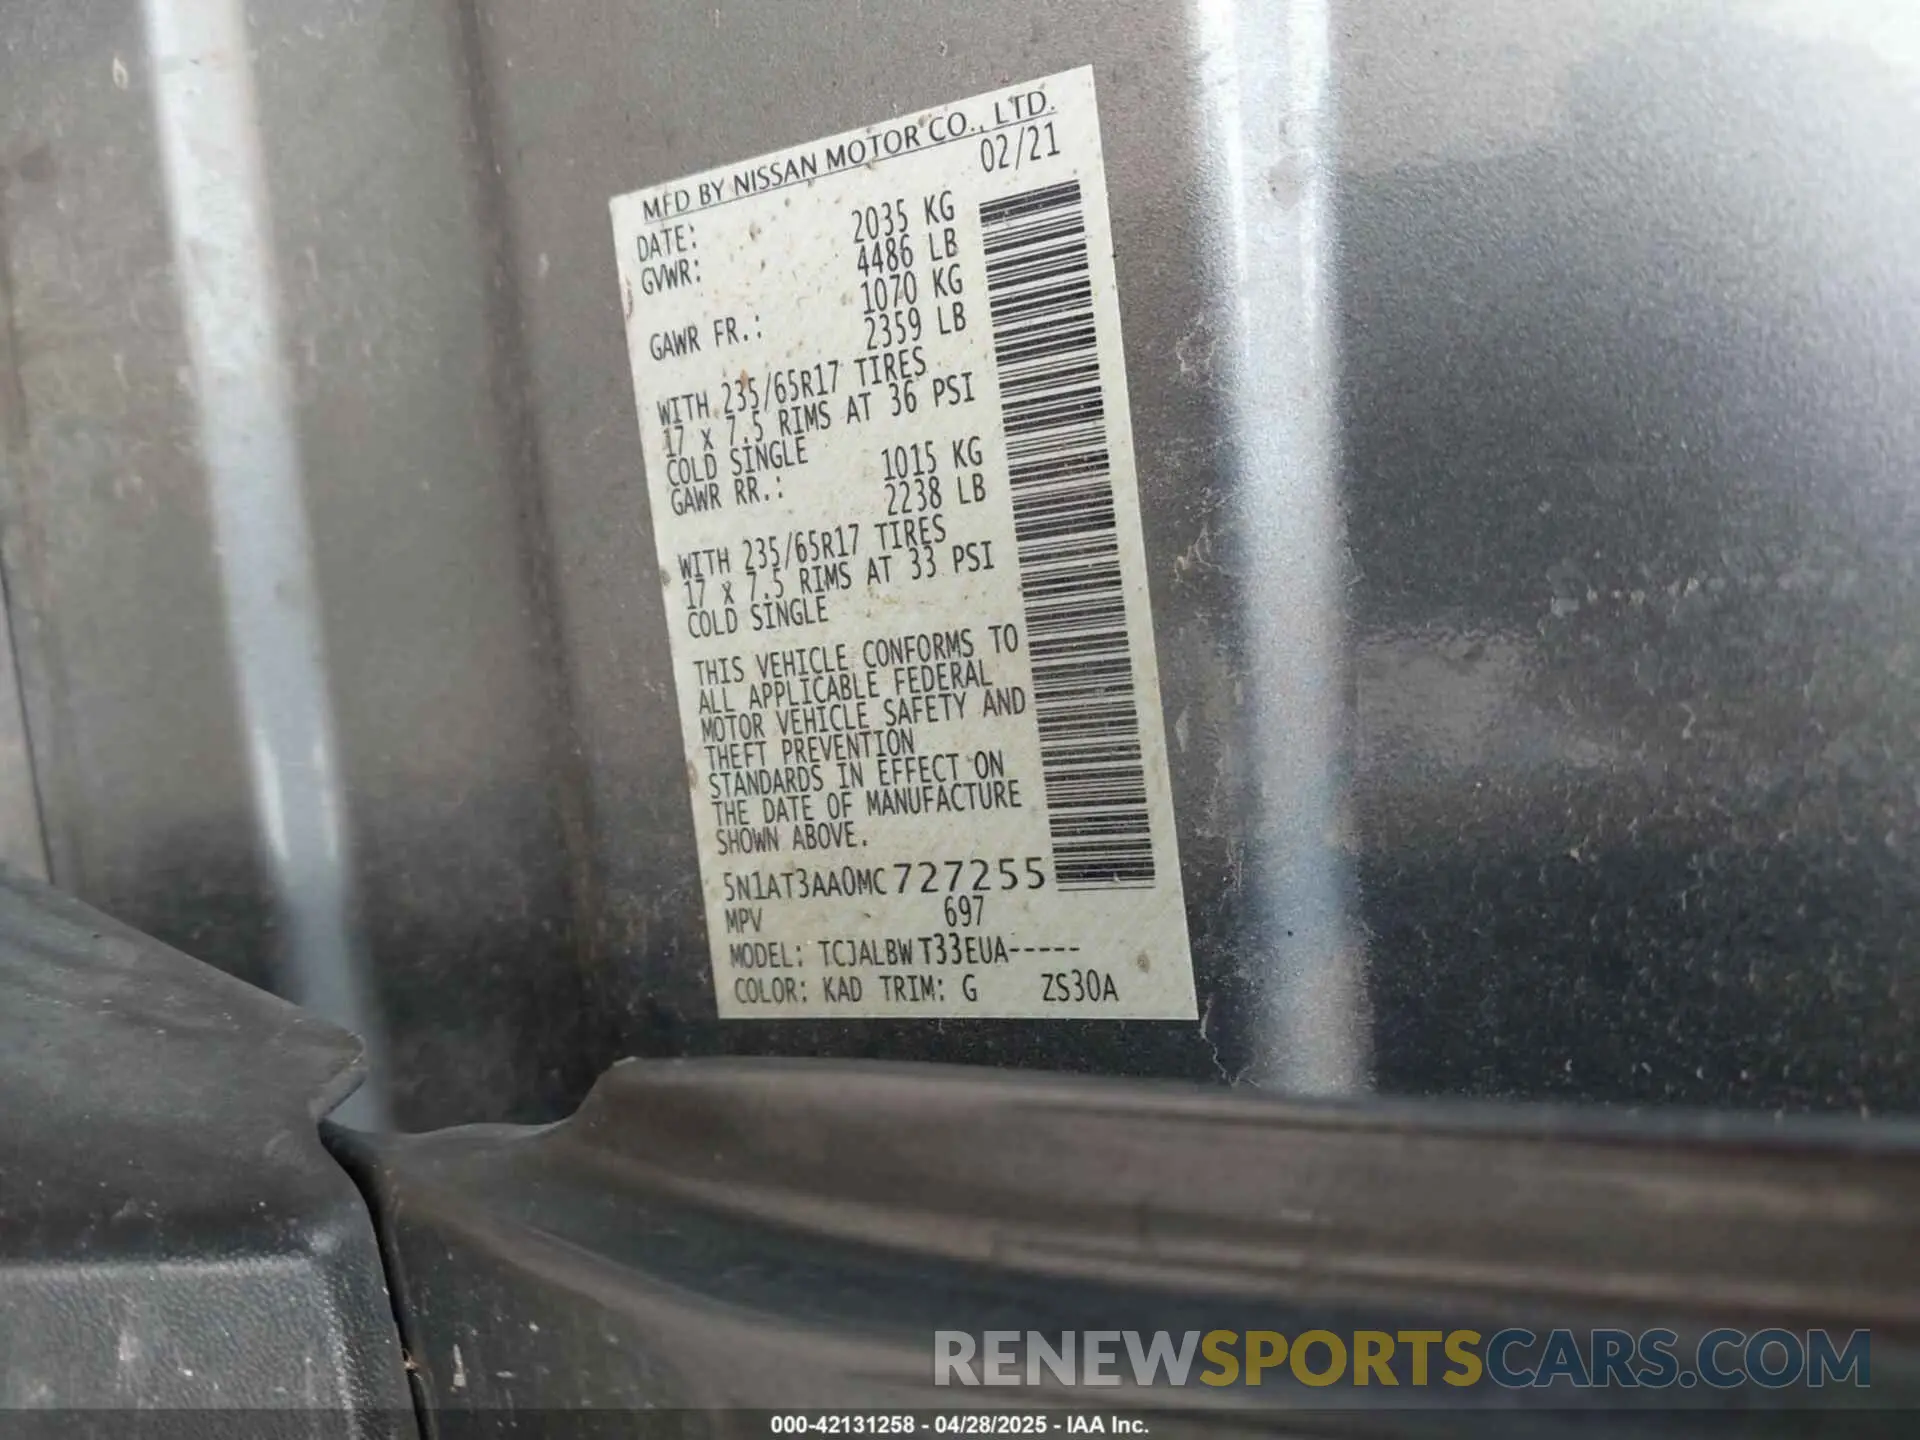 MFD BY NISSAN MOTOR CO., LTD.
DATE: 02/21
GVWR: 2035 KG
4486 LB
GAWR FR.: 1070 KG
2359 LB
WITH 235/65R17 TIRES
17 X 7.5 RIMS AT 36 PSI
COLD SINGLE
GAWR RR.: 1015 KG
2238 LB
WITH 235/65R17 TIRES
17 X 7.5 RIMS AT 33 PSI
COLD SINGLE
THIS VEHICLE CONFORMS TO
ALL APPLICABLE FEDERAL
MOTOR VEHICLE SAFETY AND
THEFT PREVENTION
STANDARDS IN EFFECT ON
THE DATE OF MANUFACTURE
SHOWN ABOVE.
5N1AT3AA0MC727255
MPV 697
MODEL: TCJALBW T33EUA-----
COLOR: KAD TRIM: G ZS30A
RENEWSPORTSCARS.COM
000-42131258 - 04/28/2025 - IAA Inc.